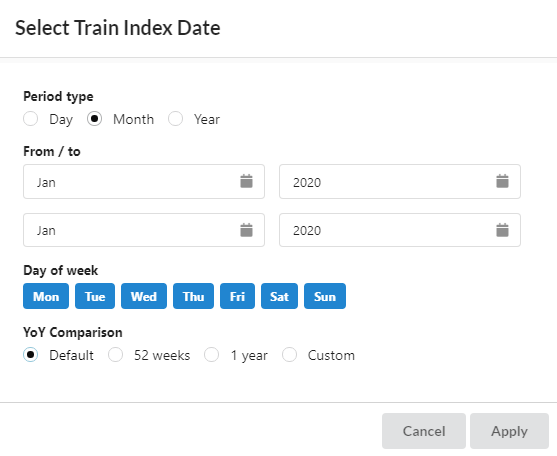 Select Train Index Date
Period type
Day Month Year
From / to
Jan 2020
Jan 2020
Day of week
Mon Tue Wed Thu Fri Sat Sun
YoY Comparison
Default 52 weeks 1 year Custom
Cancel Apply